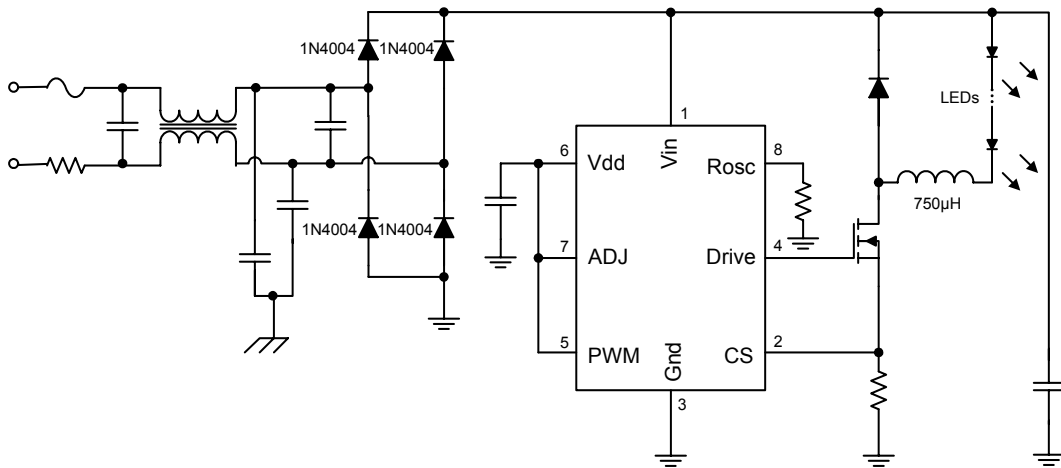 1N4004 1N4004
LEDs
1
6 Vdd Vin Rosc 8
750µH
1N4004 1N4004
7 ADJ Drive 4
5 PWM Gnd CS 2
3